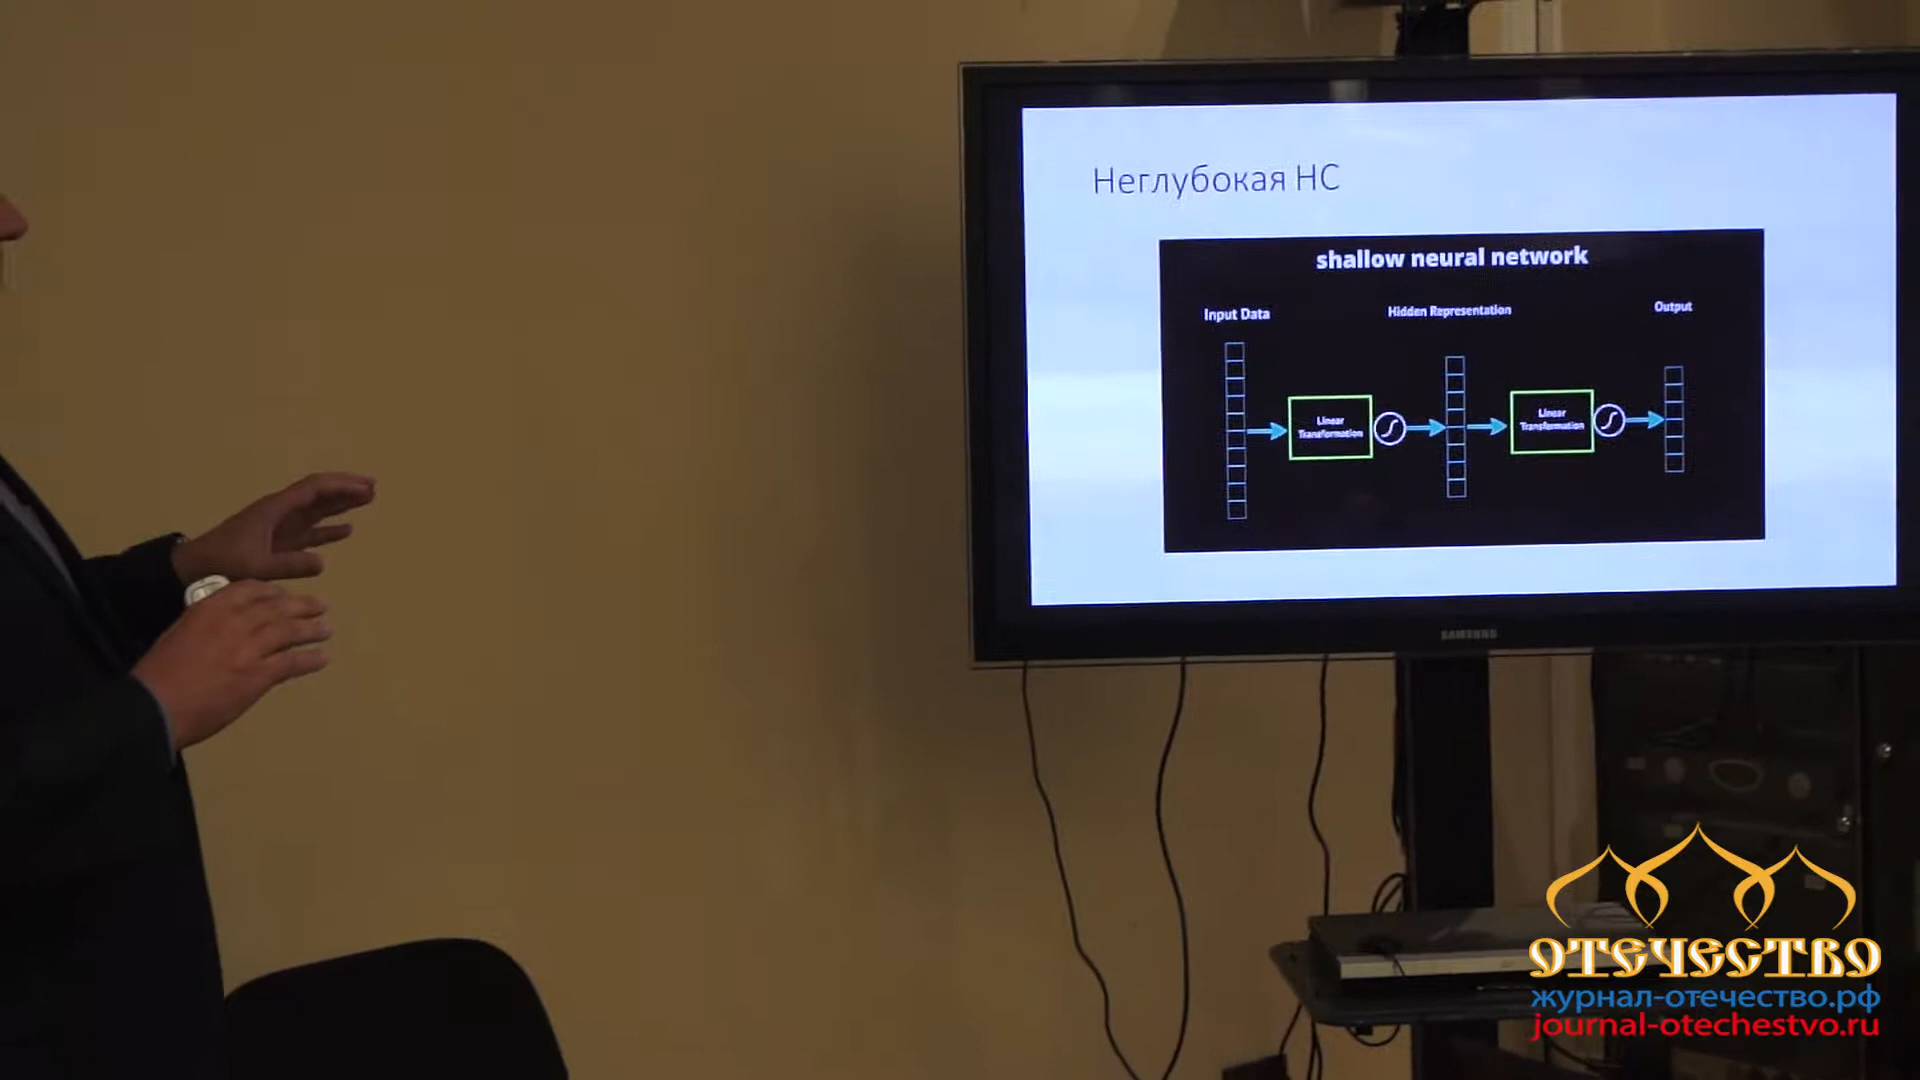 Неглубокая НС
shallow neural network
Input Data
Hidden Representation
Output
Linear
Transformation
Linear
Transformation
SAMSUNG
ОТЕЧЕСТВО
журнал-отечество.рф
journal-otechestvo.ru